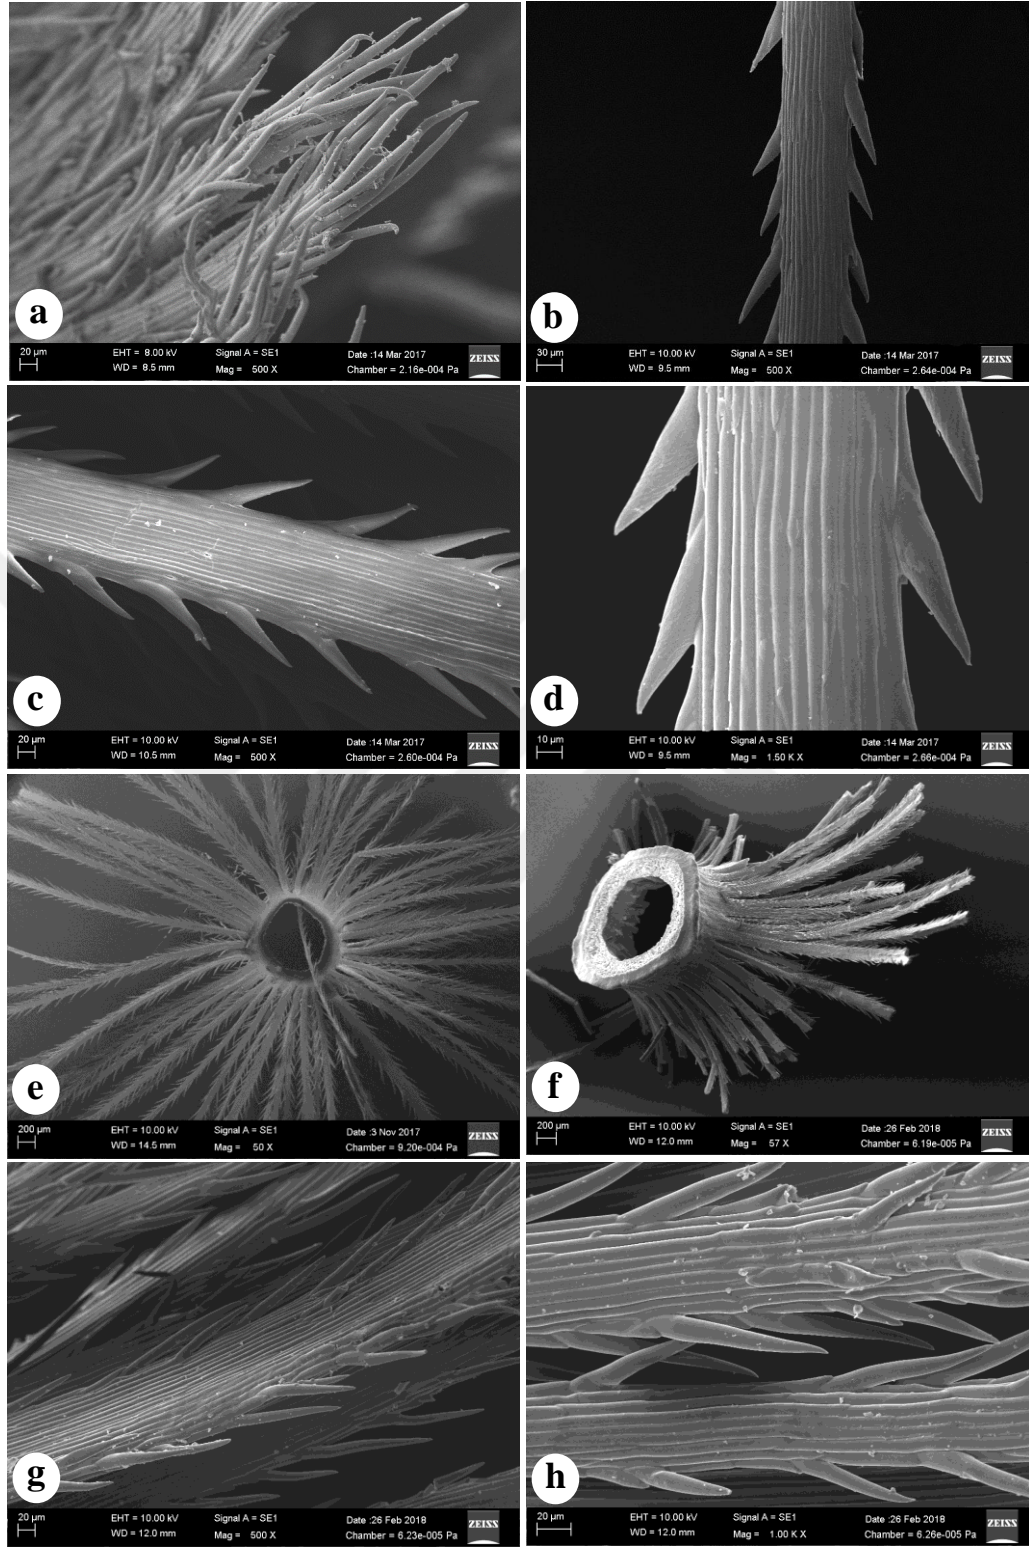 a
20 µm
EHT = 8.00 kV Signal A = SE1 Date :14 Mar 2017
WD = 8.5 mm Mag = 500 X Chamber = 2.16e-004 Pa
ZEISS
b
30 µm
EHT = 10.00 kV Signal A = SE1 Date :14 Mar 2017
WD = 9.5 mm Mag = 500 X Chamber = 2.64e-004 Pa
ZEISS
c
20 µm
EHT = 10.00 kV Signal A = SE1 Date :14 Mar 2017
WD = 10.5 mm Mag = 500 X Chamber = 2.60e-004 Pa
ZEISS
d
10 µm
EHT = 10.00 kV Signal A = SE1 Date :14 Mar 2017
WD = 9.5 mm Mag = 1.50 K X Chamber = 2.66e-004 Pa
ZEISS
e
200 µm
EHT = 10.00 kV Signal A = SE1 Date :3 Nov 2017
WD = 14.5 mm Mag = 50 X Chamber = 9.20e-004 Pa
ZEISS
f
200 µm
EHT = 10.00 kV Signal A = SE1 Date :26 Feb 2018
WD = 12.0 mm Mag = 57 X Chamber = 6.19e-005 Pa
ZEISS
g
20 µm
EHT = 10.00 kV Signal A = SE1 Date :26 Feb 2018
WD = 12.0 mm Mag = 500 X Chamber = 6.23e-005 Pa
ZEISS
h
20 µm
EHT = 10.00 kV Signal A = SE1 Date :26 Feb 2018
WD = 12.0 mm Mag = 1.00 K X Chamber = 6.26e-005 Pa
ZEISS